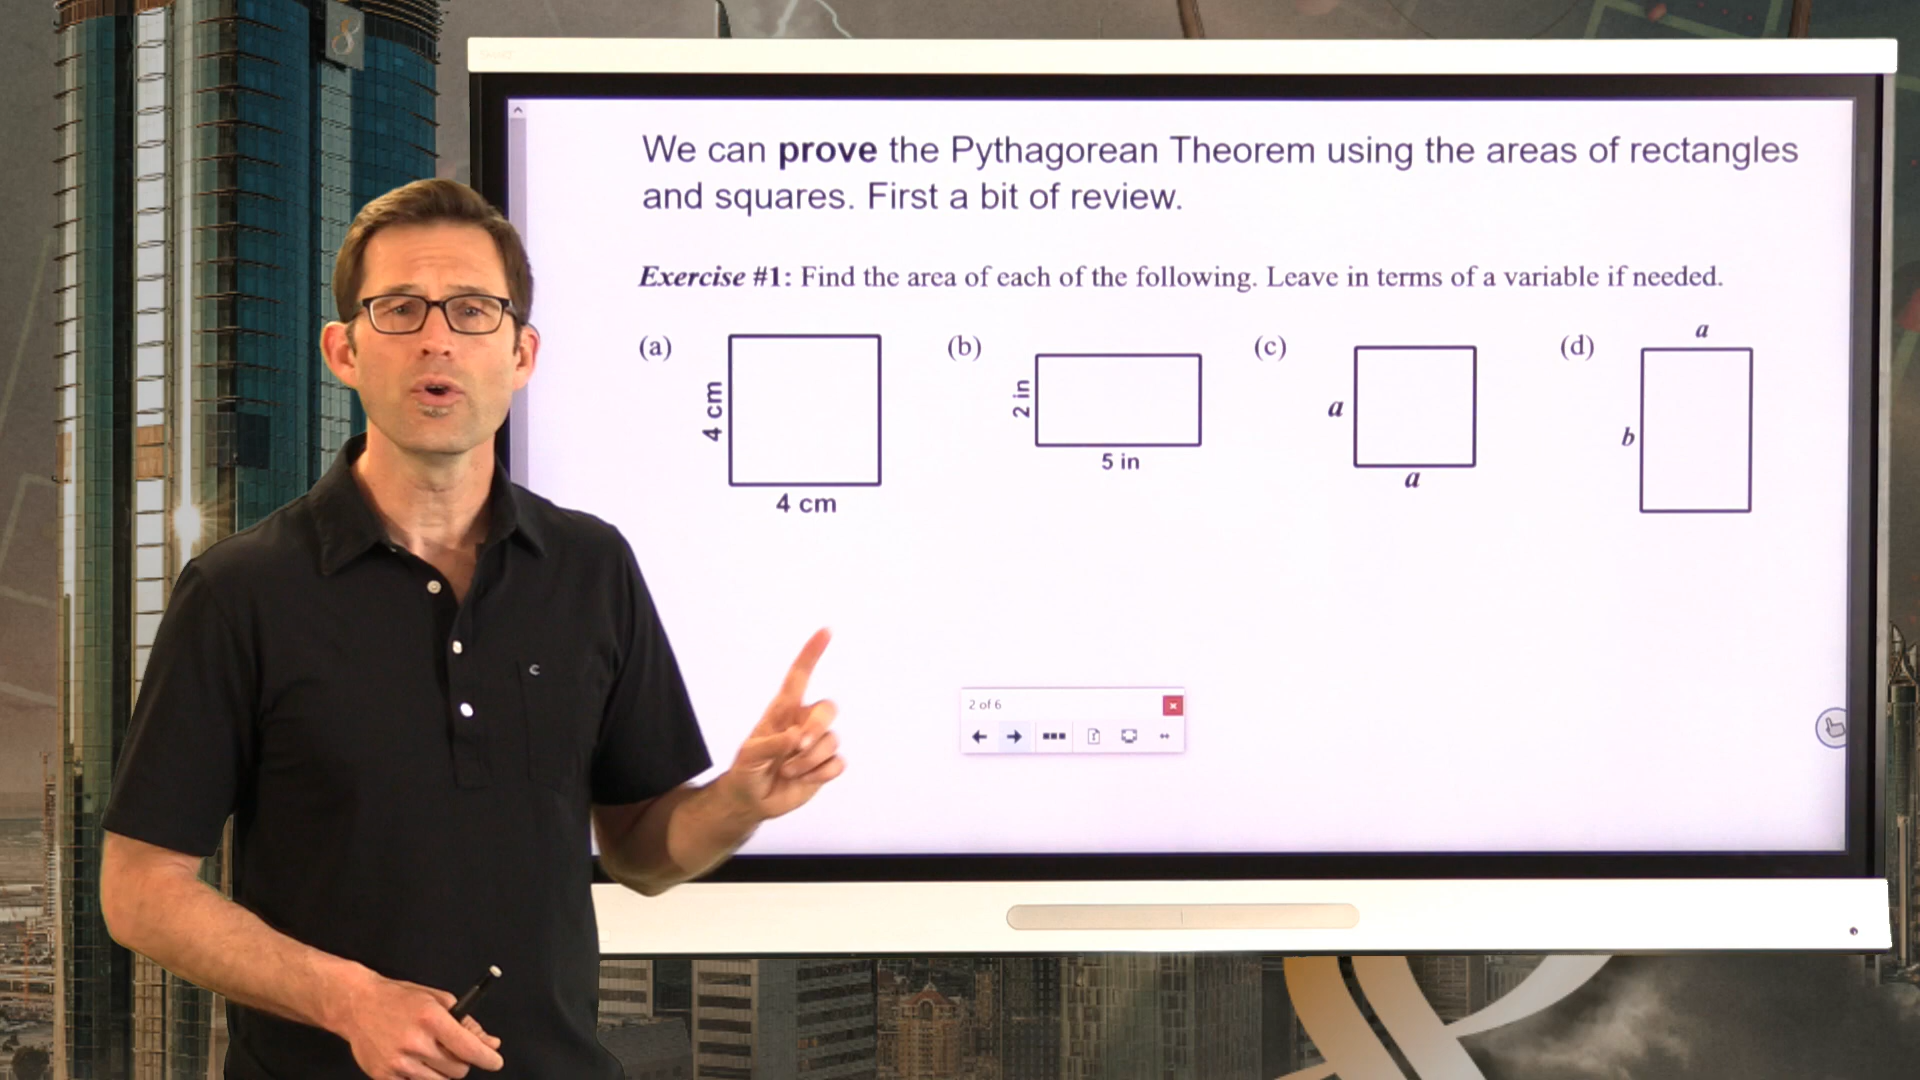 We can prove the Pythagorean Theorem using the areas of rectangles
and squares. First a bit of review.
Exercise #1: Find the area of each of the following. Leave in terms of a variable if needed.
(a)
4 cm
4 cm
(b)
2 in
5 in
(c)
a
a
(d)
a
b
2 of 6